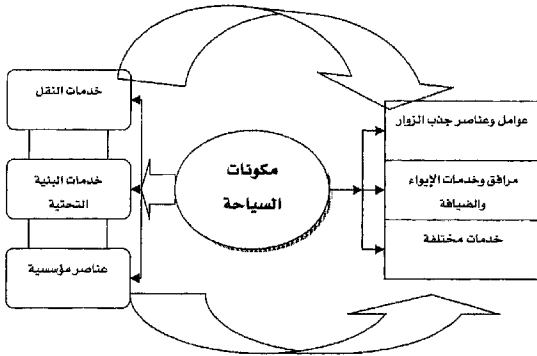 عوامل وعناصر جذب الزوار
مرافق وخدمات الإيواء
والضيافة
خدمات مختلفة
مكونات
السياحة
خدمات النقل
خدمات البنية
التحتية
عناصر مؤسسية